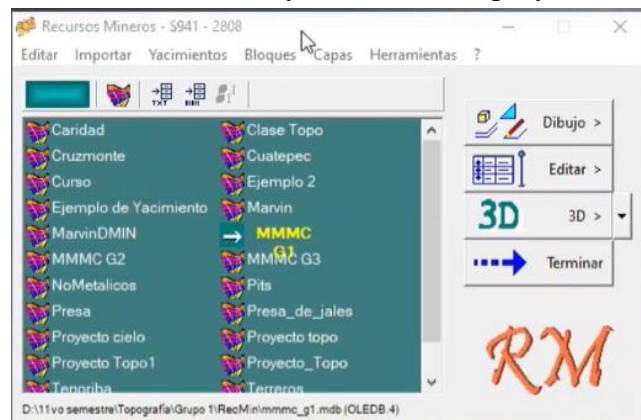 Recursos Mineros - S941 - 2808
Editar Importar Yacimientos Bloques Capas Herramientas ?
TXT
Caridad Clase Topo
Cruzmonte Cuatepec
Curso Ejemplo 2
Ejemplo de Yacimiento Marvin
MarvinDMIN MMMC G1
MMMC G2 MMMC G3
NoMetalicos Pits
Presa Presa_de_jales
Proyecto cielo Proyecto topo
Proyecto Topo1 Proyecto_Topo
Tenoriba Terreros
Dibujo >
Editar >
3D 3D >
Terminar
RM
D:\11vo semestre\Topografía\Grupo 1\RecMin\mmmc_g1.mdb (OLEDB.4)